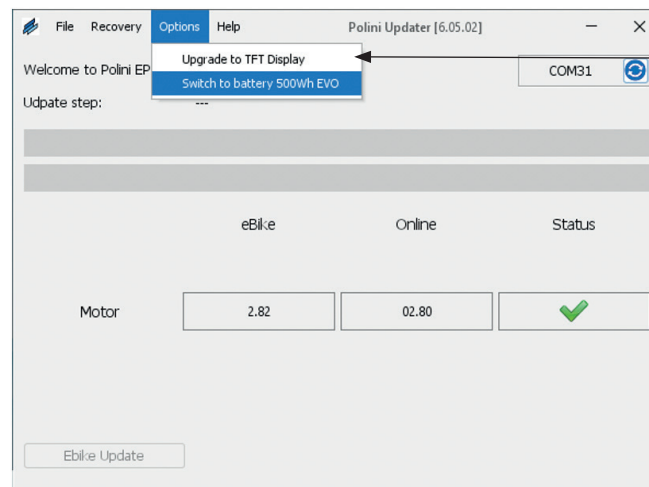 File Recovery Options Help Polini Updater [6.05.02]
Upgrade to TFT Display
Welcome to Polini EP
COM31
Switch to battery 500Wh EVO
Udpate step: ---
eBike Online Status
Motor 2.82 02.80
Ebike Update